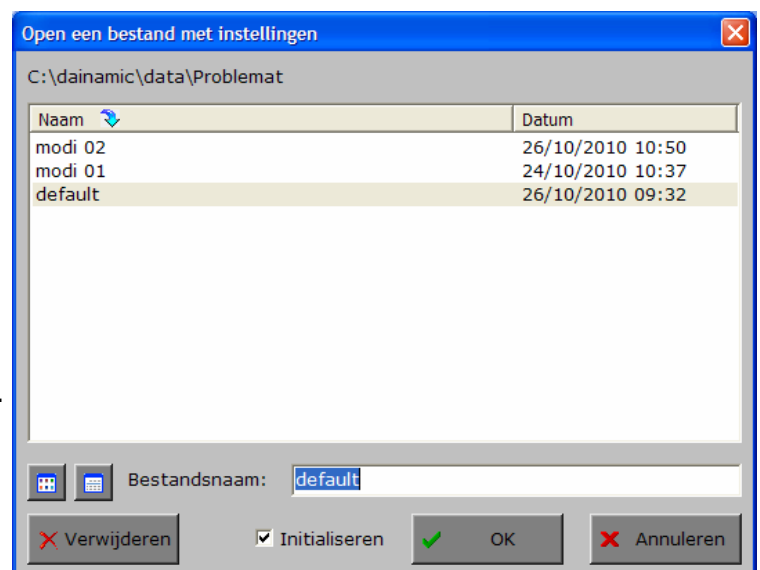 Open een bestand met instellingen
C:\dainamic\data\Problemat
Naam Datum
modi 02 26/10/2010 10:50
modi 01 24/10/2010 10:37
default 26/10/2010 09:32
Bestandsnaam: default
Verwijderen Initialiseren OK Annuleren